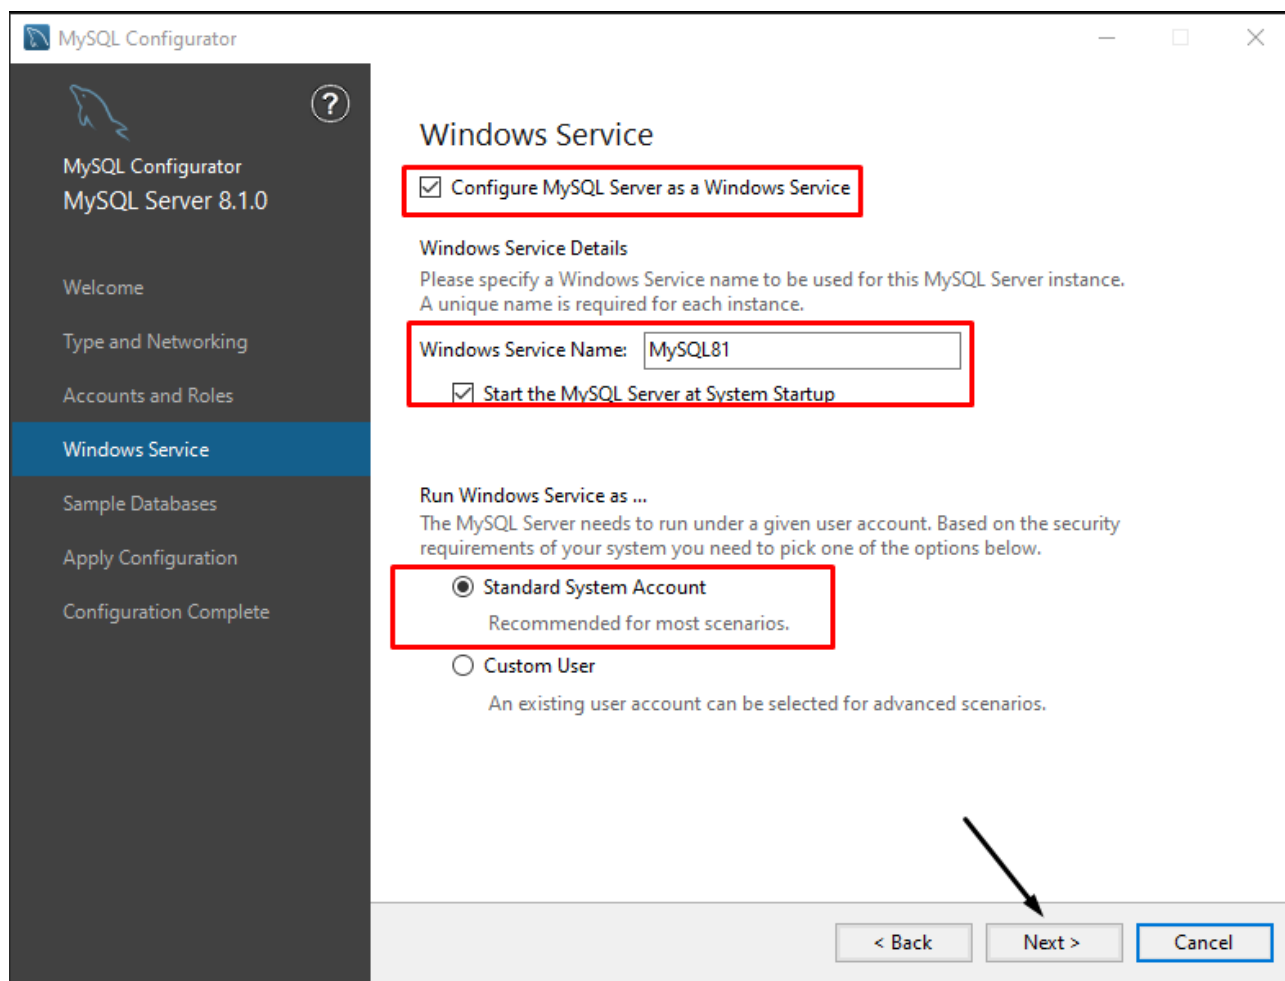 MySQL Configurator
?
MySQL Configurator
MySQL Server 8.1.0
Welcome
Type and Networking
Accounts and Roles
Windows Service
Sample Databases
Apply Configuration
Configuration Complete
Windows Service
Configure MySQL Server as a Windows Service
Windows Service Details
Please specify a Windows Service name to be used for this MySQL Server instance.
A unique name is required for each instance.
Windows Service Name: MySQL81
Start the MySQL Server at System Startup
Run Windows Service as ...
The MySQL Server needs to run under a given user account. Based on the security
requirements of your system you need to pick one of the options below.
Standard System Account
Recommended for most scenarios.
Custom User
An existing user account can be selected for advanced scenarios.
< Back Next > Cancel